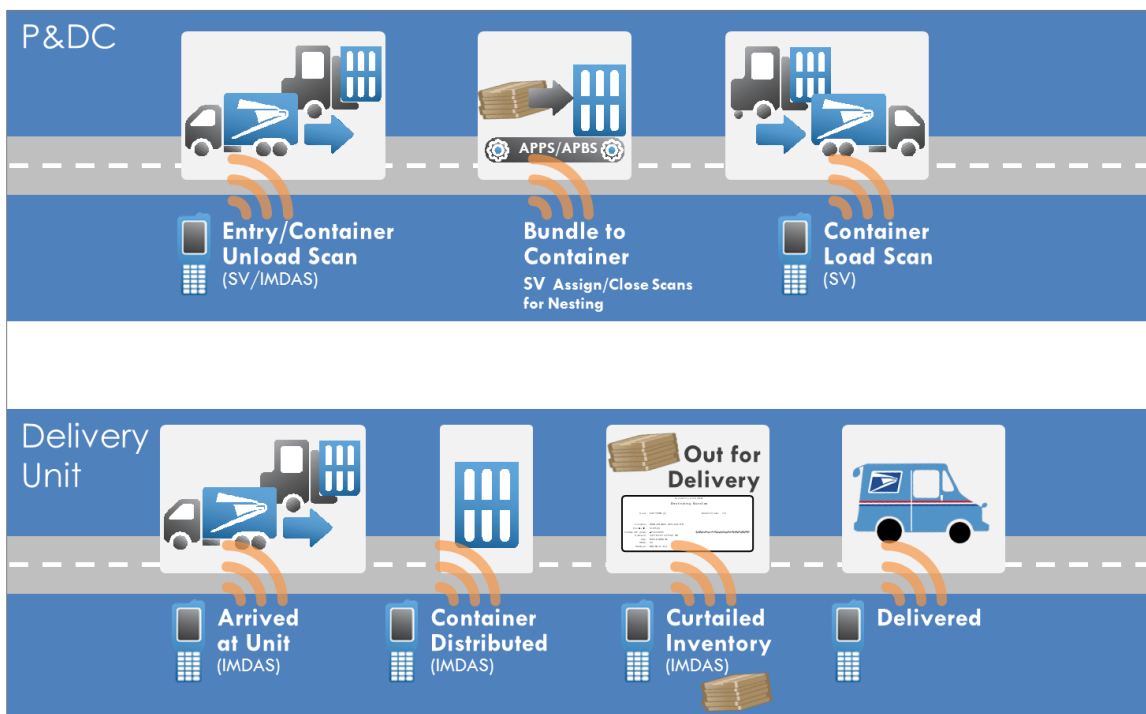 P&DC
APPS/APBS
Entry/Container
Unload Scan
(SV/IMDAS)
Bundle to
Container
SV Assign/Close Scans
for Nesting
Container
Load Scan
(SV)
Delivery
Unit
Out for
Delivery
Arrived
at Unit
(IMDAS)
Container
Distributed
(IMDAS)
Curtailed
Inventory
(IMDAS)
Delivered